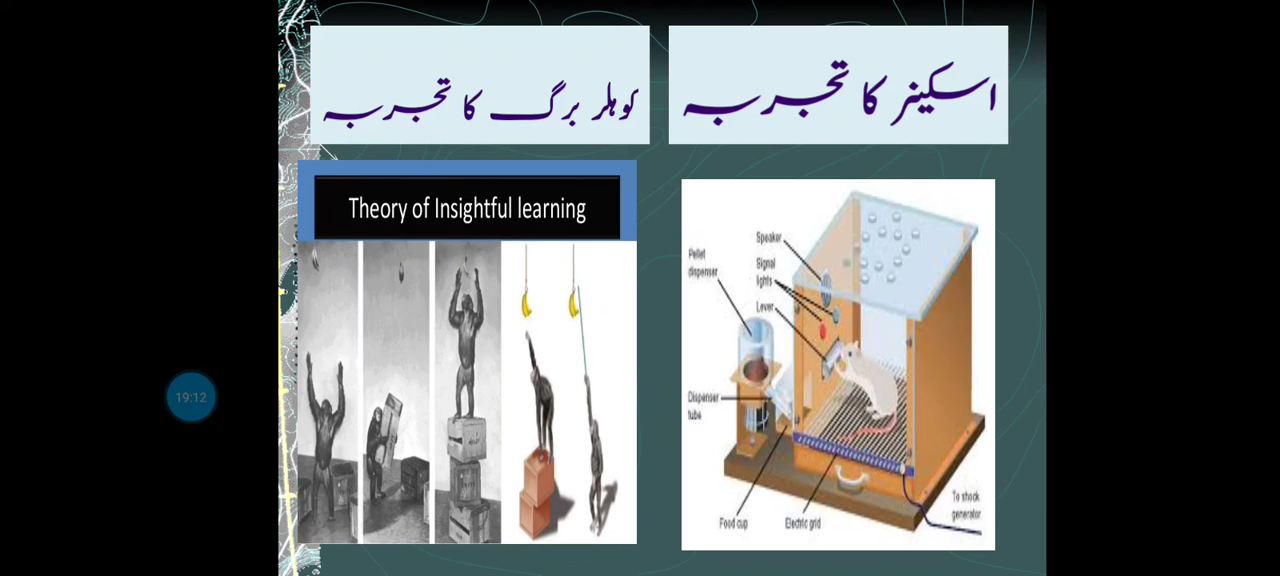 اسکینر کا تجربہ
کوہلر برگ کا تجربہ
Theory of Insightful learning
Speaker
Pellet
dispenser
Signal
lights
Lever
Dispenser
tube
Food cup
Electric grid
To shock
generator
19:12